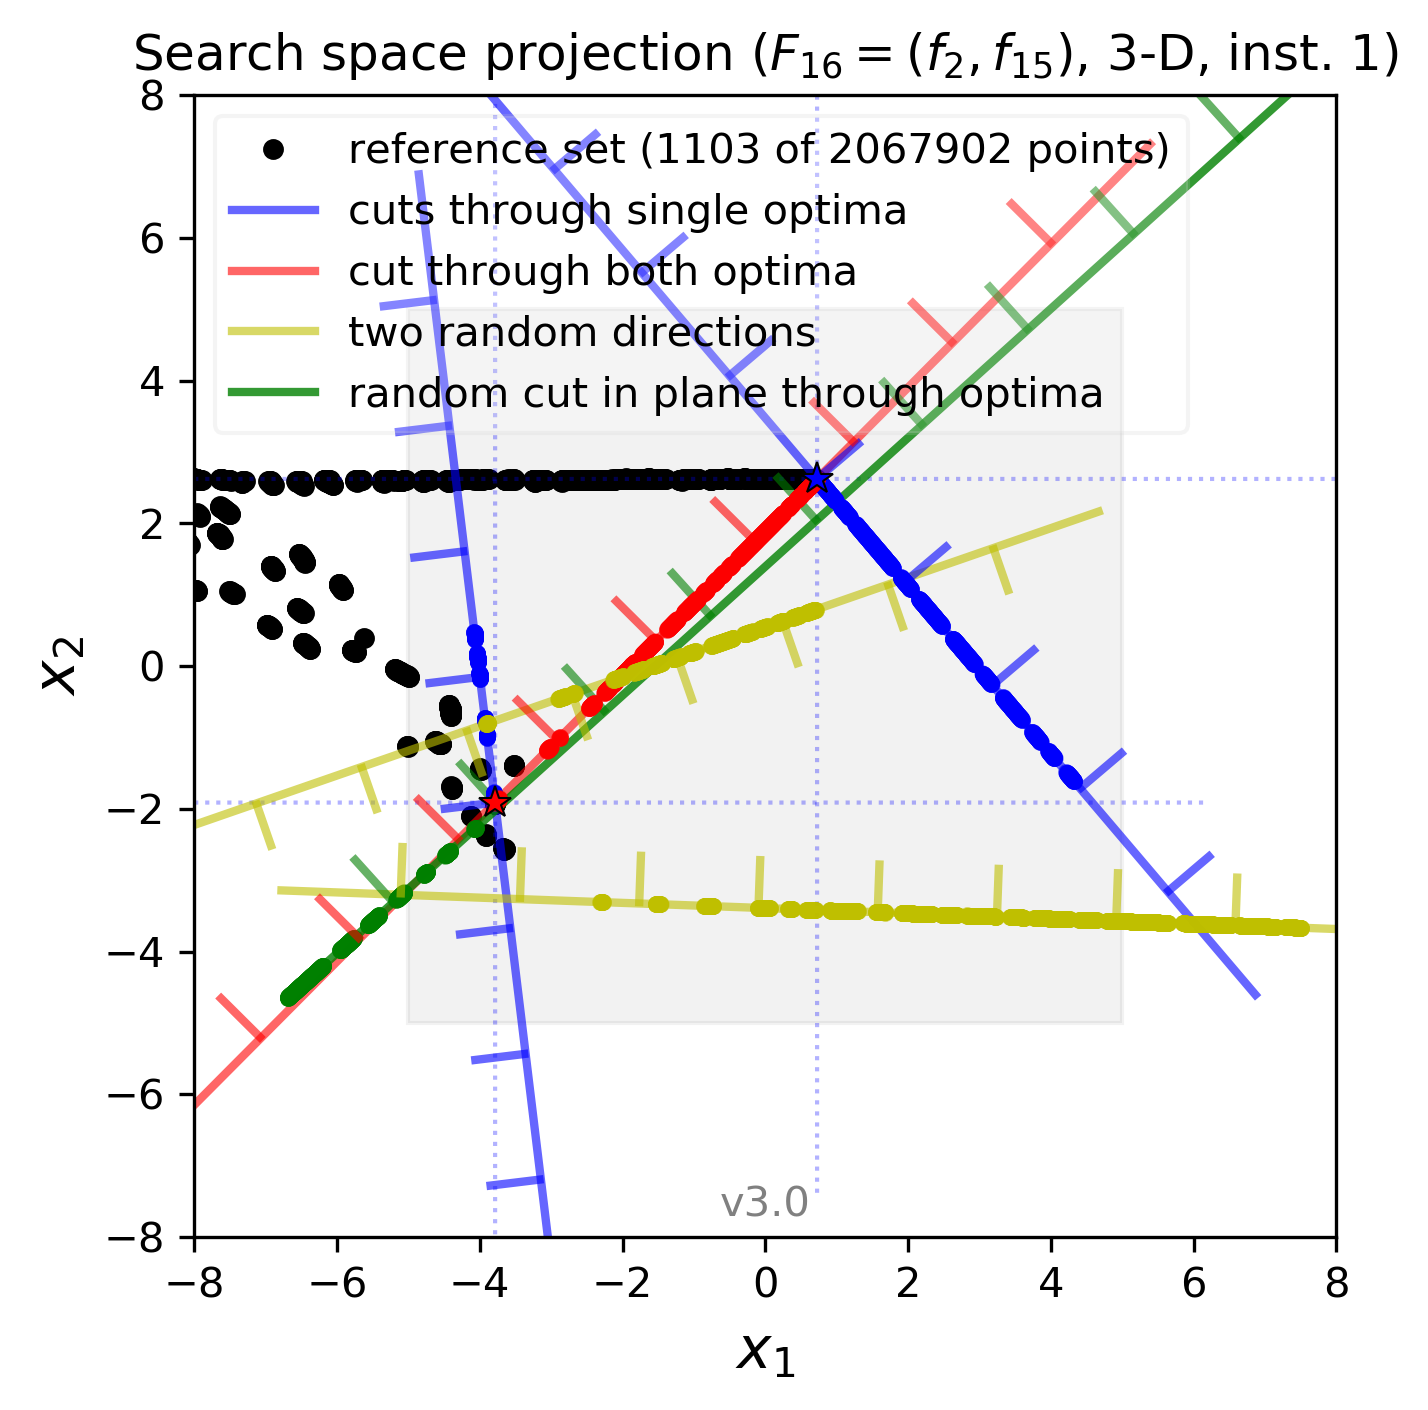 Search space projection (F₁₆ = (f₂, f₁₅), 3-D, inst. 1)
8
reference set (1103 of 2067902 points)
cuts through single optima
6
cut through both optima
two random directions
4
random cut in plane through optima
2
0
x₂
−2
−4
−6
v3.0
−8
−8 −6 −4 −2 0 2 4 6 8
x₁